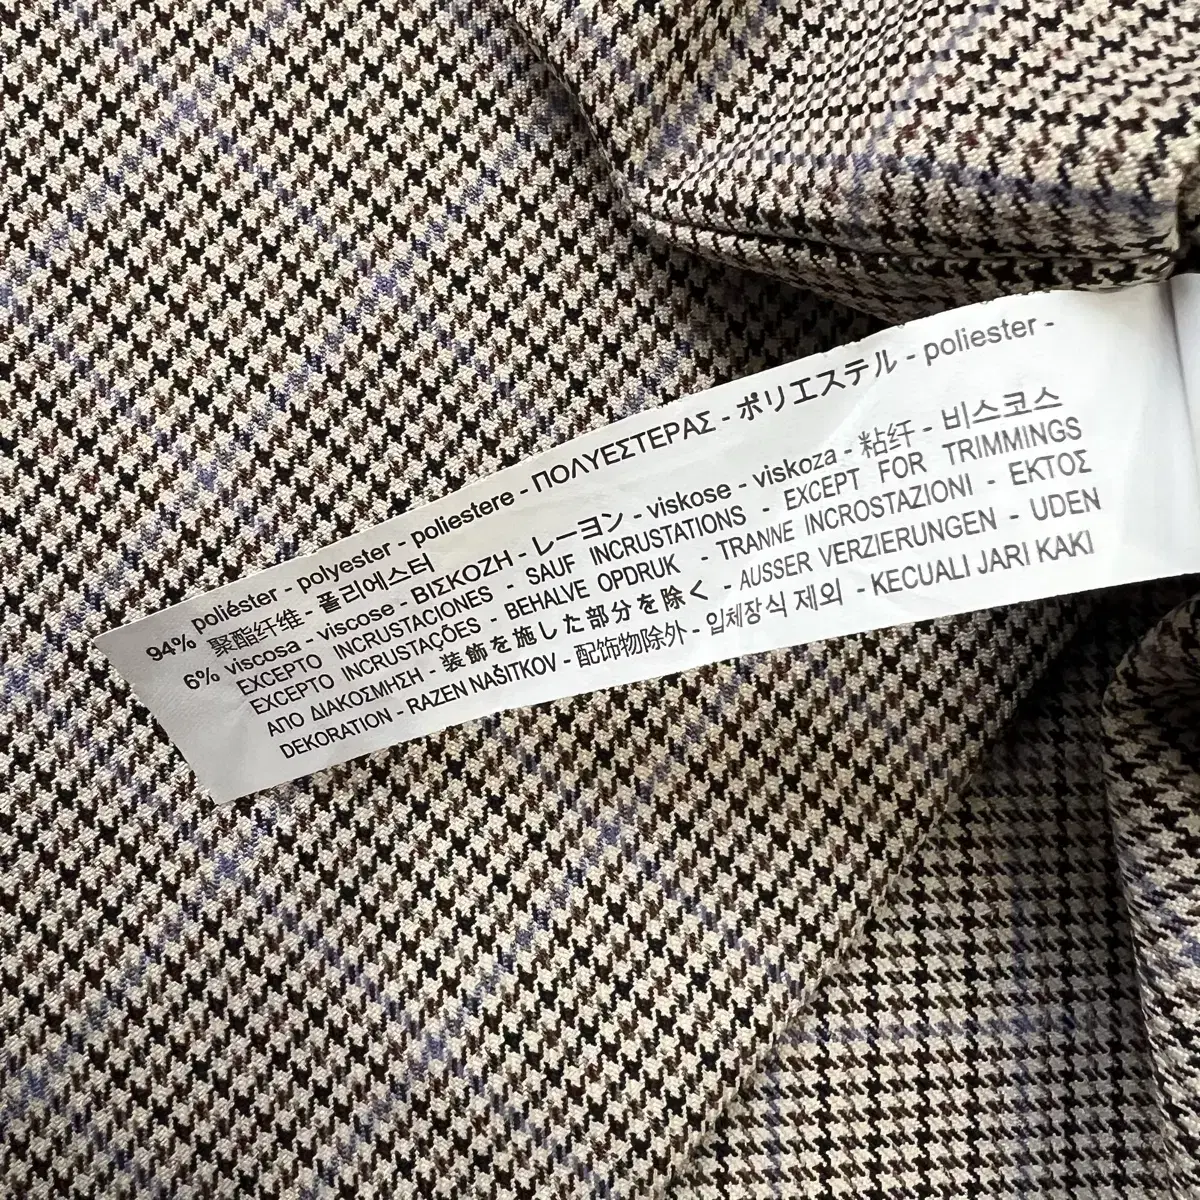 94% poliéster - polyester - poliestere - ΠΟΛΥΕΣΤΕΡΑΣ - ポリエステル - poliester -
聚酯纤维 - 폴리에스터
6% viscosa - viscose - ΒΙΣΚΟΖΗ - レーヨン - viskose - viskoza - 粘纤 - 비스코스
EXCEPTO INCRUSTACIONES - SAUF INCRUSTATIONS - EXCEPT FOR TRIMMINGS
EXCEPTO INCRUSTAÇÕES - BEHALVE OPDRUK - TRANNE INCROSTAZIONI - ΕΚΤΟΣ
ΑΠΟ ΔΙΑΚΟΣΜΗΣΗ - 装飾を施した部分を除く - AUSSER VERZIERUNGEN - UDEN
DEKORATION - RAZEN NAŠITKOV - 配饰物除外 - 입체장식 제외 - KECUALI JARI KAKI